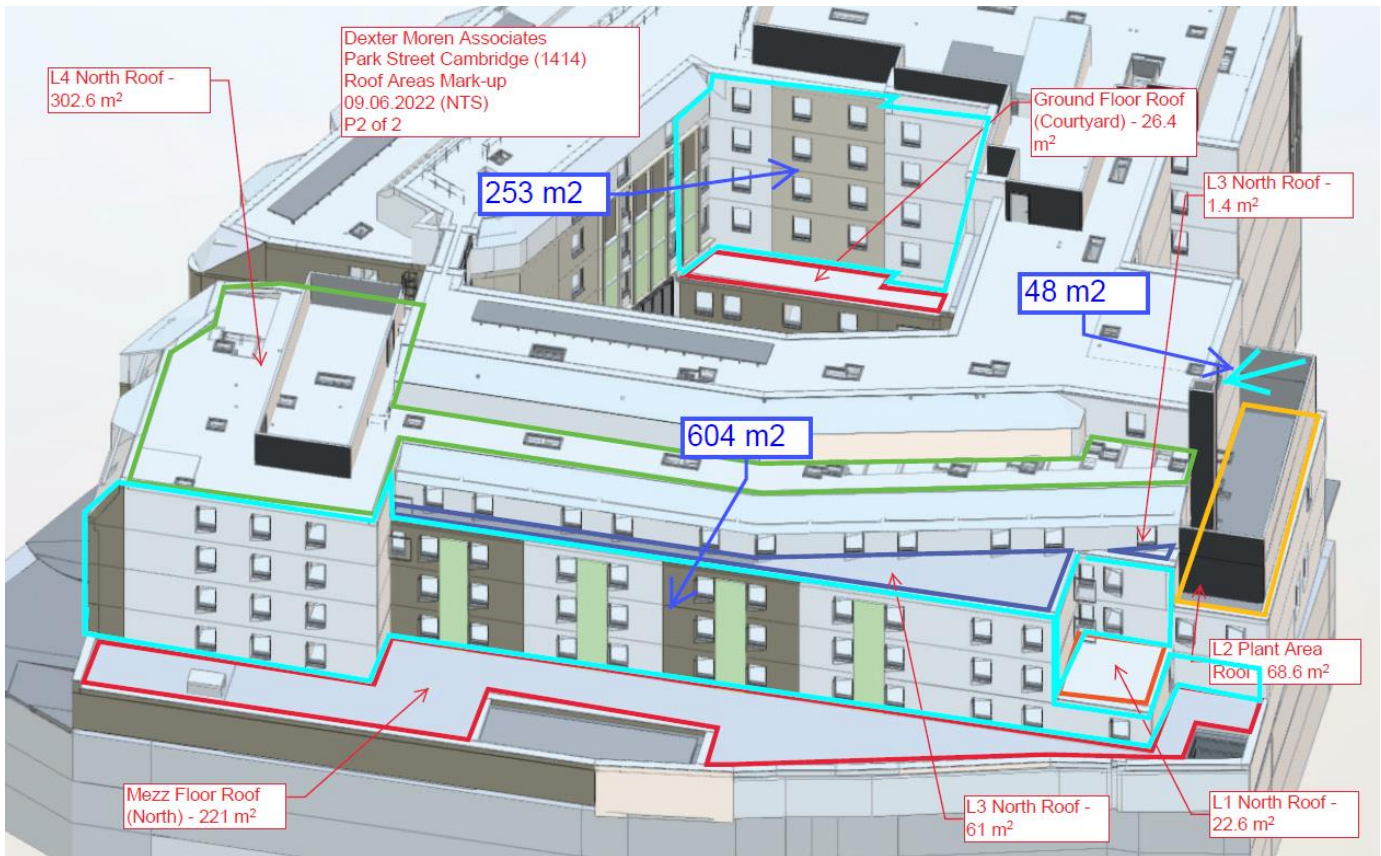 Dexter Moren Associates
Park Street Cambridge (1414)
Roof Areas Mark-up
09.06.2022 (NTS)
P2 of 2
L4 North Roof -
302.6 m²
Ground Floor Roof
(Courtyard) - 26.4
m²
253 m2
L3 North Roof -
1.4 m²
48 m2
604 m2
L2 Plant Area
Roof - 68.6 m²
Mezz Floor Roof
(North) - 221 m²
L3 North Roof -
61 m²
L1 North Roof -
22.6 m²